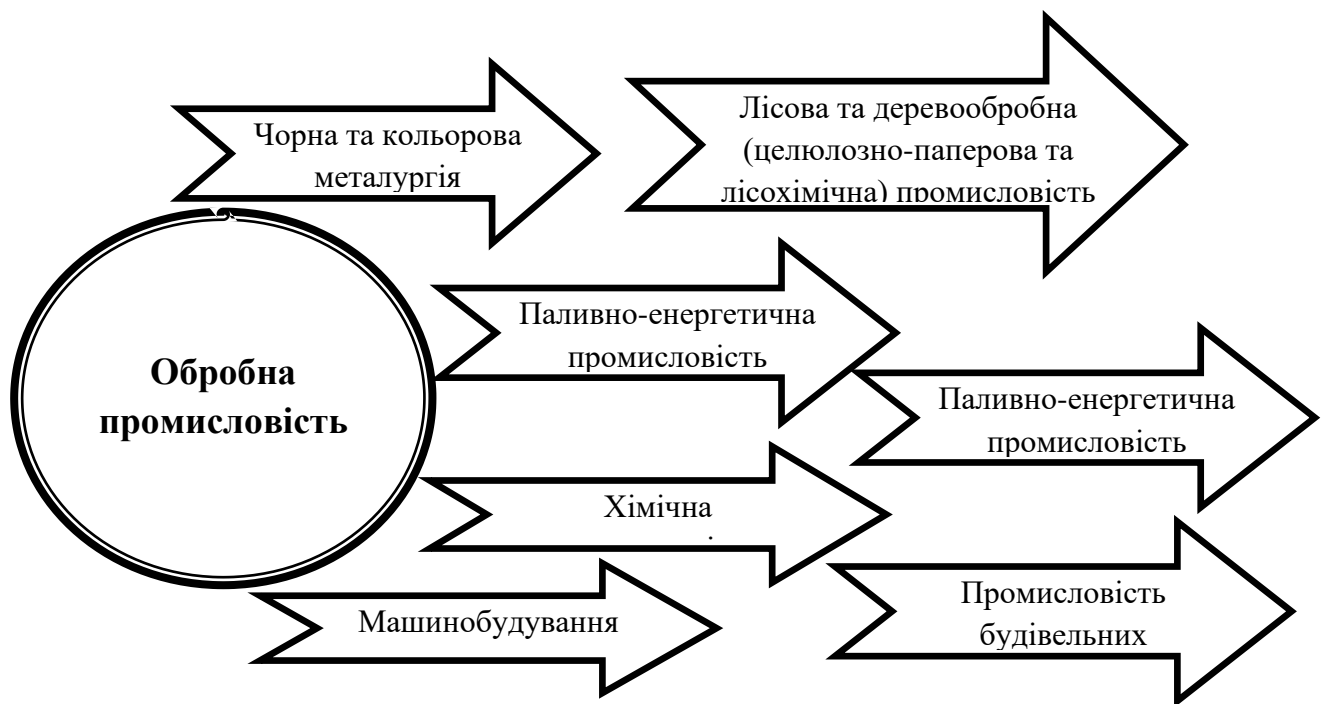 Чорна та кольорова
металургія
Лісова та деревообробна
(целюлозно-паперова та
лісохімічна) промисловість
Паливно-енергетична
промисловість
Обробна
промисловість
Паливно-енергетична
промисловість
Хімічна
Машинобудування
Промисловість
будівельних